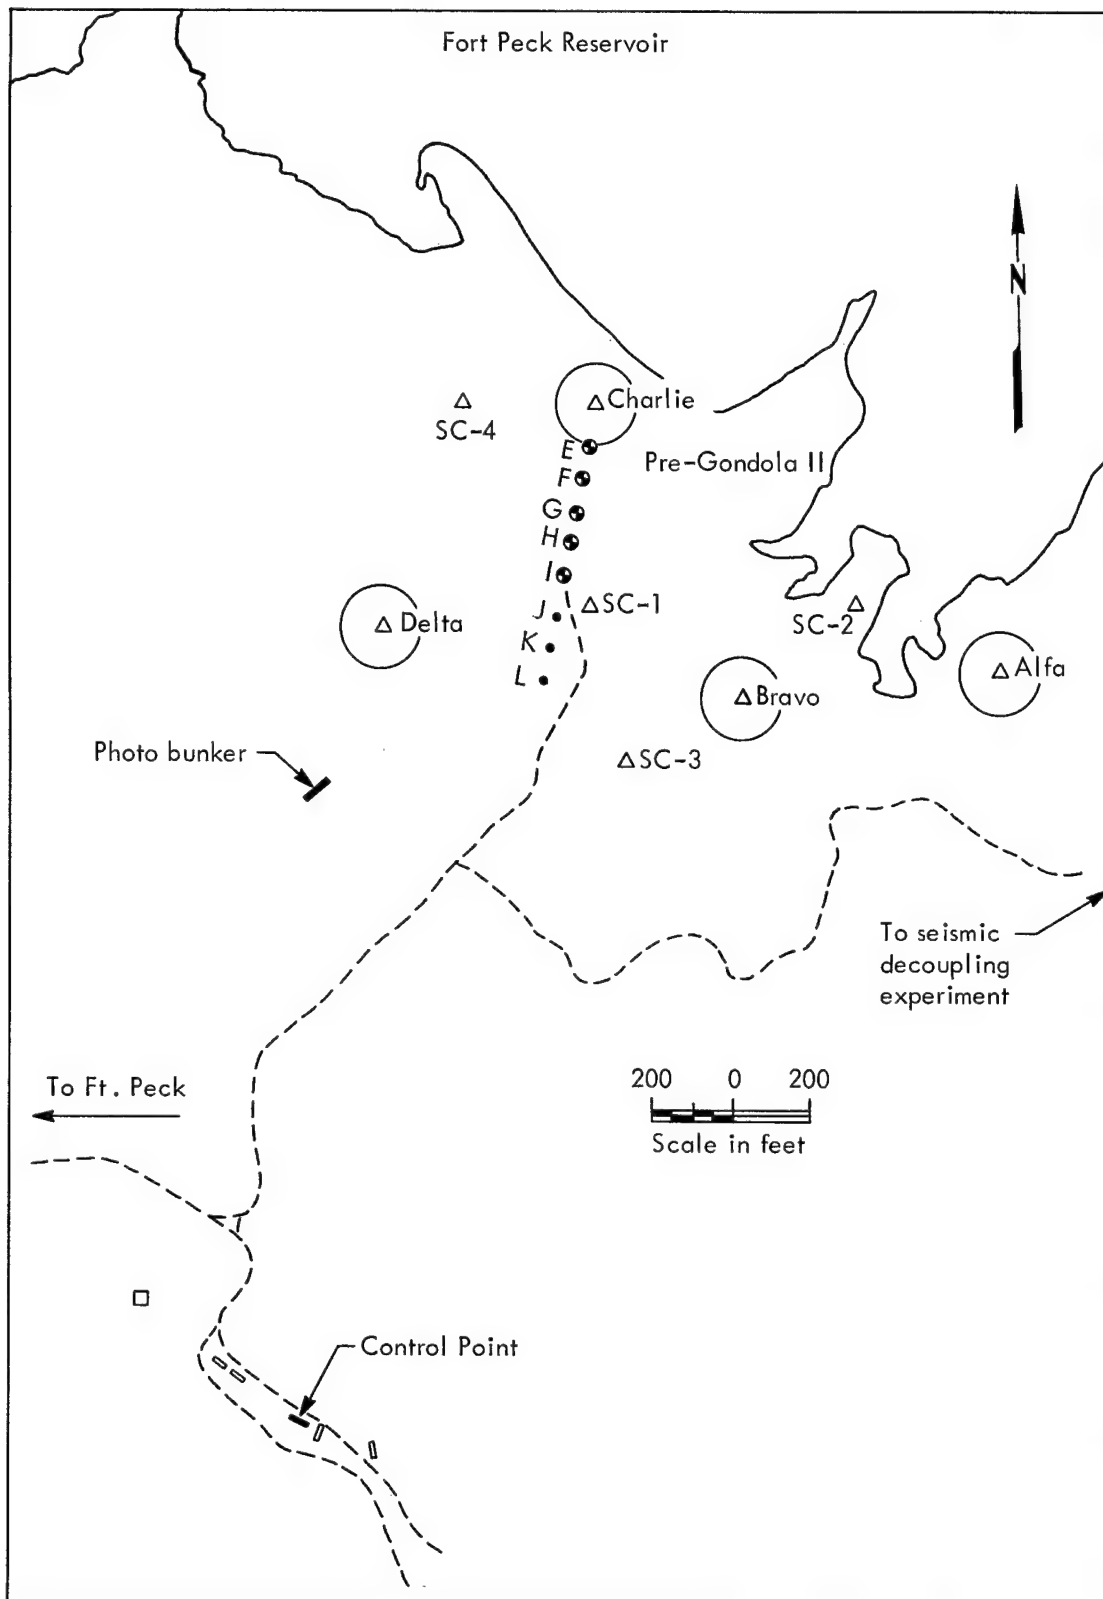 Fort Peck Reservoir
N
Charlie
SC-4
E
Pre-Gondola II
F
G
H
I
SC-1
J
SC-2
Delta
K
Alfa
L
Bravo
Photo bunker
SC-3
To seismic
decoupling
experiment
200 0 200
To Ft. Peck
Scale in feet
Control Point